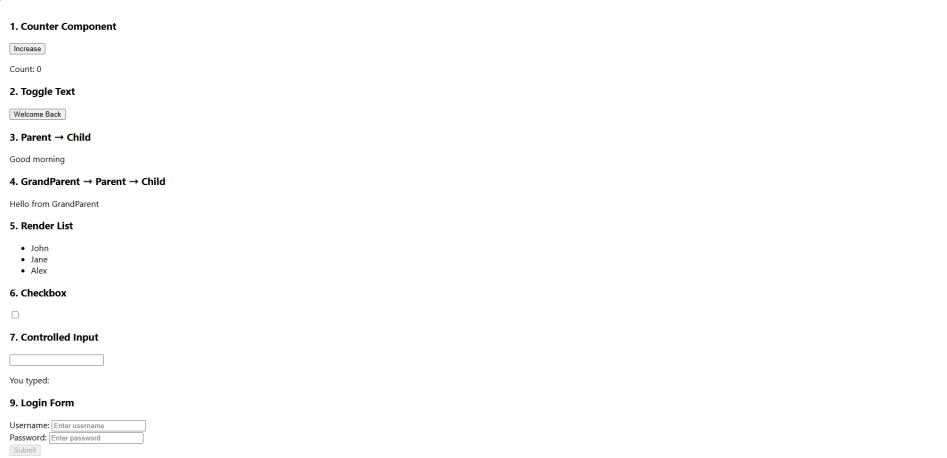 1. Counter Component
Increase
Count: 0
2. Toggle Text
Welcome Back
3. Parent → Child
Good morning
4. GrandParent → Parent → Child
Hello from GrandParent
5. Render List
• John
• Jane
• Alex
6. Checkbox
7. Controlled Input
You typed:
9. Login Form
Username: Enter username
Password: Enter password
Submit